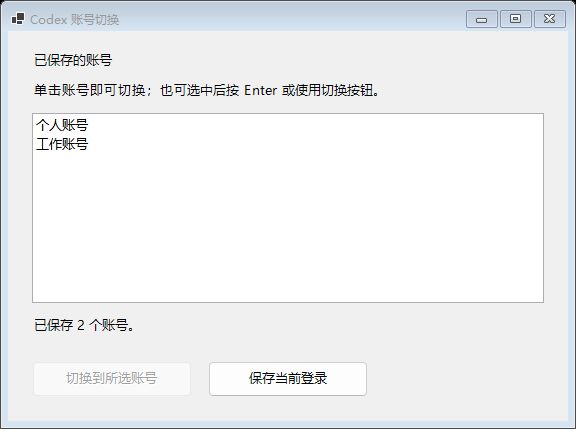 Codex 账号切换
已保存的账号
单击账号即可切换；也可选中后按 Enter 或使用切换按钮。
个人账号
工作账号
已保存 2 个账号。
切换到所选账号
保存当前登录